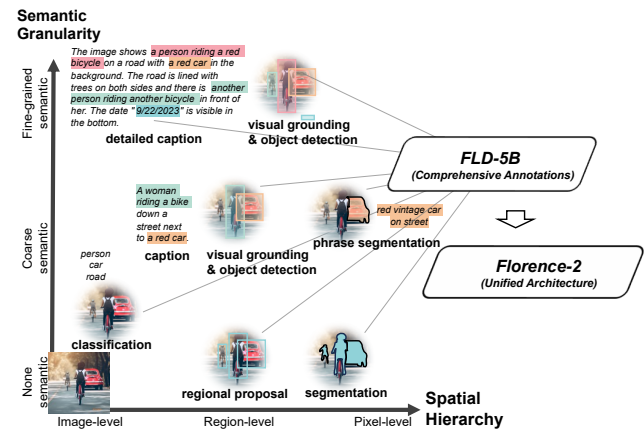 Semantic
Granularity
The image shows a person riding a red
bicycle on a road with a red car in the
background. The road is lined with
trees on both sides and there is another
person riding another bicycle in front of
her. The date "9/22/2023" is visible in
the bottom.
detailed caption
visual grounding
& object detection
Fine-grained
semantic
FLD-5B
(Comprehensive Annotations)
A woman
riding a bike
down a
street next
to a red car.
caption
visual grounding
& object detection
red vintage car
on street
phrase segmentation
Coarse
semantic
Florence-2
(Unified Architecture)
person
car
road
classification
regional proposal
segmentation
None
semantic
Image-level
Region-level
Pixel-level
Spatial
Hierarchy